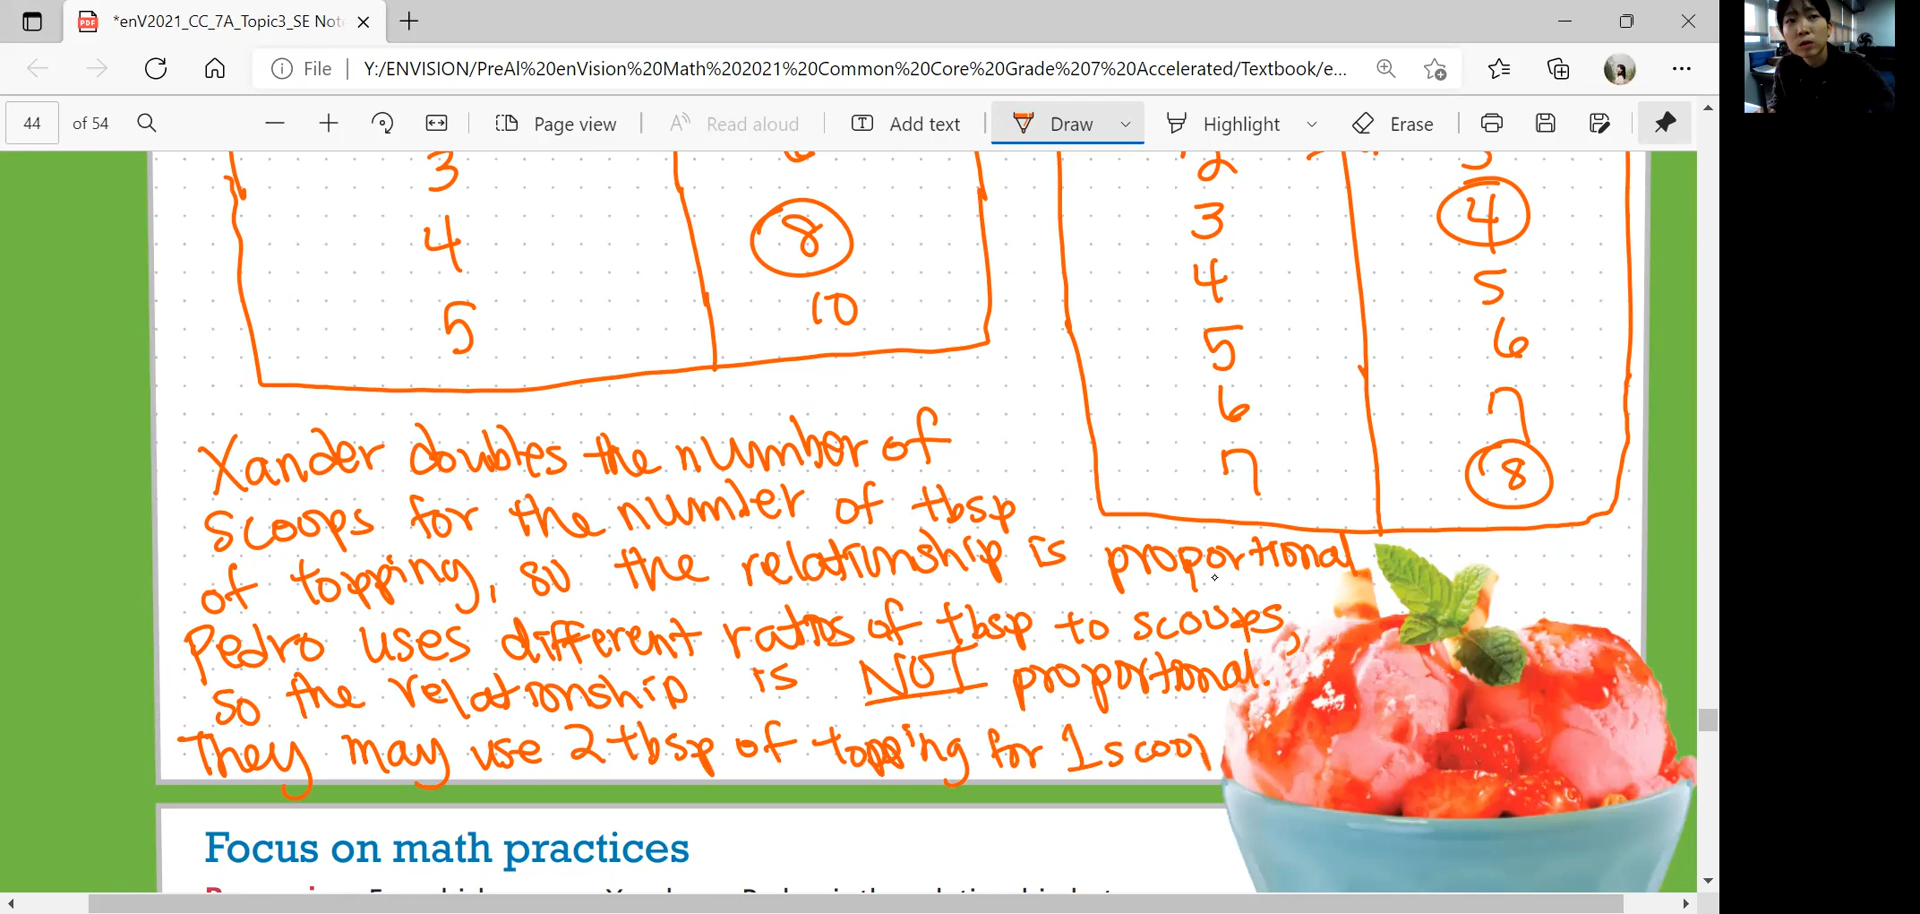 *enV2021_CC_7A_Topic3_SE Not
File
Y:/ENVISION/PreAl%20enVision%20Math%202021%20Common%20Core%20Grade%207%20Accelerated/Textbook/e...
44 of 54
Page view
Read aloud
Add text
Draw
Highlight
Erase
3
4 8
5 10
2 3
3 4
4 5
5 6
6 7
7 8
Xander doubles the number of
scoops for the number of tbsp
of topping, so the relationship is proportional
Pedro uses different ratios of tbsp to scoops,
so the relationship is NOT proportional.
They may use 2 tbsp of topping for 1 scoop
Focus on math practices